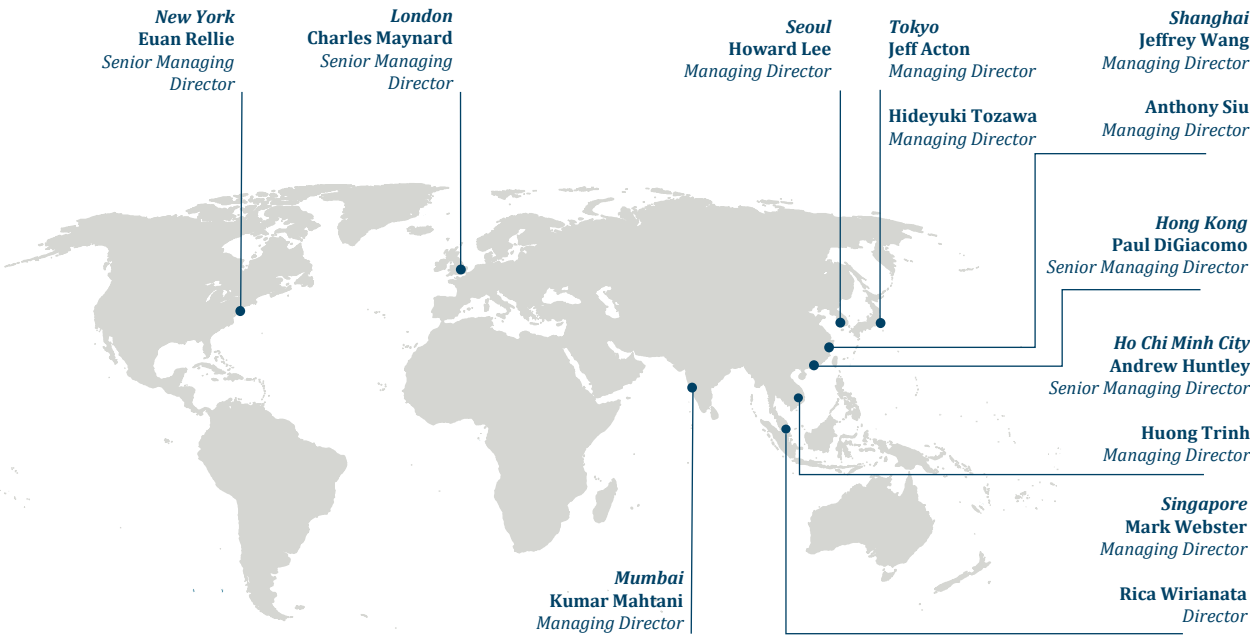 New York
Euan Rellie
Senior Managing
Director
London
Charles Maynard
Senior Managing
Director
Seoul
Howard Lee
Managing Director
Tokyo
Jeff Acton
Managing Director
Hideyuki Tozawa
Managing Director
Shanghai
Jeffrey Wang
Managing Director
Anthony Siu
Managing Director
Hong Kong
Paul DiGiacomo
Senior Managing Director
Ho Chi Minh City
Andrew Huntley
Senior Managing Director
Huong Trinh
Managing Director
Singapore
Mark Webster
Managing Director
Rica Wirianata
Director
Mumbai
Kumar Mahtani
Managing Director